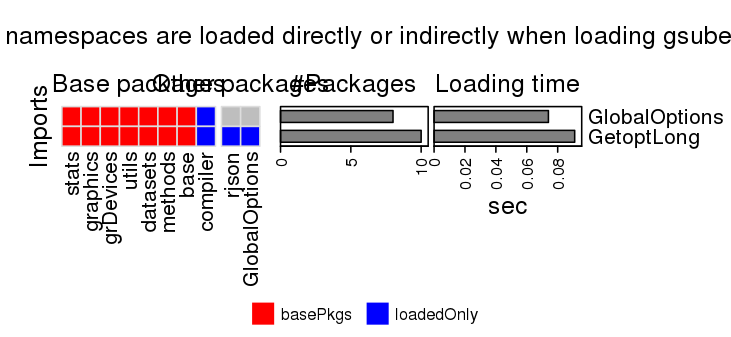 namespaces are loaded directly or indirectly when loading gsube
Base packages
Other packages
#Packages
Loading time
Imports
GlobalOptions
GetoptLong
stats
graphics
grDevices
utils
datasets
methods
base
compiler
rjson
GlobalOptions
0
5
10
0
0.02
0.04
0.06
0.08
sec
basePkgs
loadedOnly